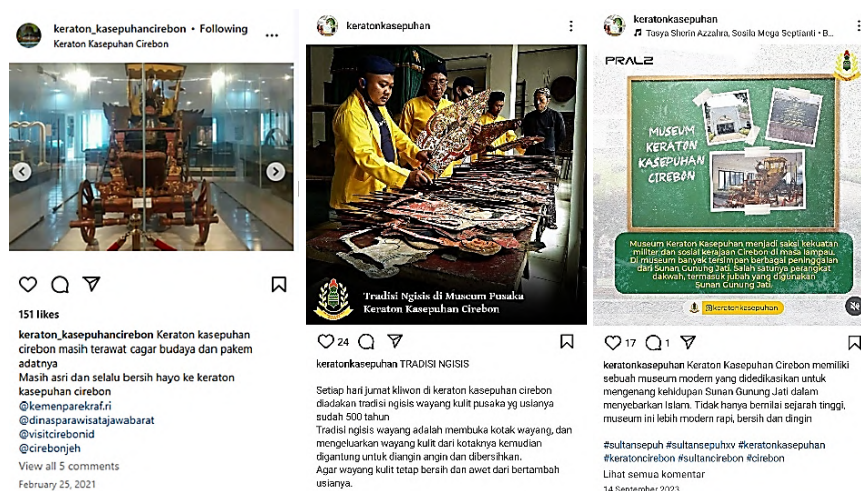 keraton_kasepuhancirebon • Following
Keraton Kasepuhan Cirebon
151 likes
keraton_kasepuhancirebon Keraton kasepuhan
cirebon masih terawat cagar budaya dan pakem
adatnya
Masih asri dan selalu bersih hayo ke keraton
kasepuhan cirebon
@kemenparekraf.ri
@dinasparawisatajawabarat
@visitcirebonid
@cirebonjeh
View all 5 comments
February 25, 2021
keratonkasepuhan
Tradisi Ngisis di Museum Pusaka
Keraton Kasepuhan Cirebon
24
keratonkasepuhan TRADISI NGISIS
Setiap hari jumat kliwon di keraton kasepuhan cirebon
diadakan tradisi ngisis wayang kulit pusaka yg usianya
sudah 500 tahun
Tradisi ngisis wayang adalah membuka kotak wayang, dan
mengeluarkan wayang kulit dari kotaknya kemudian
digantung untuk diangin angin dan dibersihkan.
Agar wayang kulit tetap bersih dan awet dari bertambah
usianya.
keratonkasepuhan
Tasya Sherin Azzahra, Sosila Mega Septianti • B...
PRALZ
MUSEUM
KERATON
KASEPUHAN
CIREBON
Museum Keraton Kasepuhan menjadi saksi kekuatan
militer dan sosial kerajaan Cirebon di masa lampau.
Di museum banyak tersimpan berbagai peninggalan
dari Sunan Gunung Jati. Salah satunya perangkat
dakwah, termasuk jubah yang digunakan
Sunan Gunung Jati.
@keratonkasepuhan
17 1
keratonkasepuhan Keraton Kasepuhan Cirebon memiliki
sebuah museum modern yang didedikasikan untuk
mengenang kehidupan Sunan Gunung Jati dalam
menyebarkan Islam. Tidak hanya bernilai sejarah tinggi,
museum ini lebih modern rapi, bersih dan dingin
#sultansepuh #sultansepuhxv #keratonkasepuhan
#keratoncirebon #sultancirebon #cirebon
Lihat semua komentar
14 September 2023